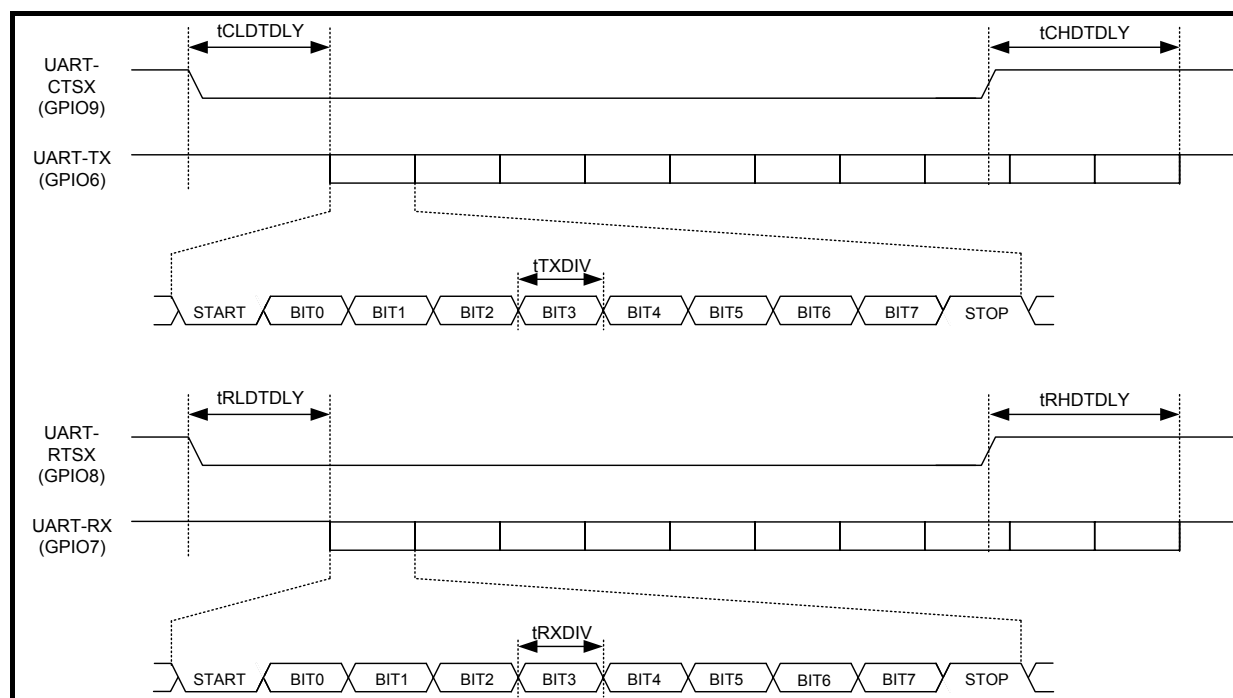 tCLDTDLY
tCHDTDLY
UART-
CTSX
(GPIO9)
UART-TX
(GPIO6)
tTXDIV
START BIT0 BIT1 BIT2 BIT3 BIT4 BIT5 BIT6 BIT7 STOP
tRLDTDLY
tRHDTDLY
UART-
RTSX
(GPIO8)
UART-RX
(GPIO7)
tRXDIV
START BIT0 BIT1 BIT2 BIT3 BIT4 BIT5 BIT6 BIT7 STOP